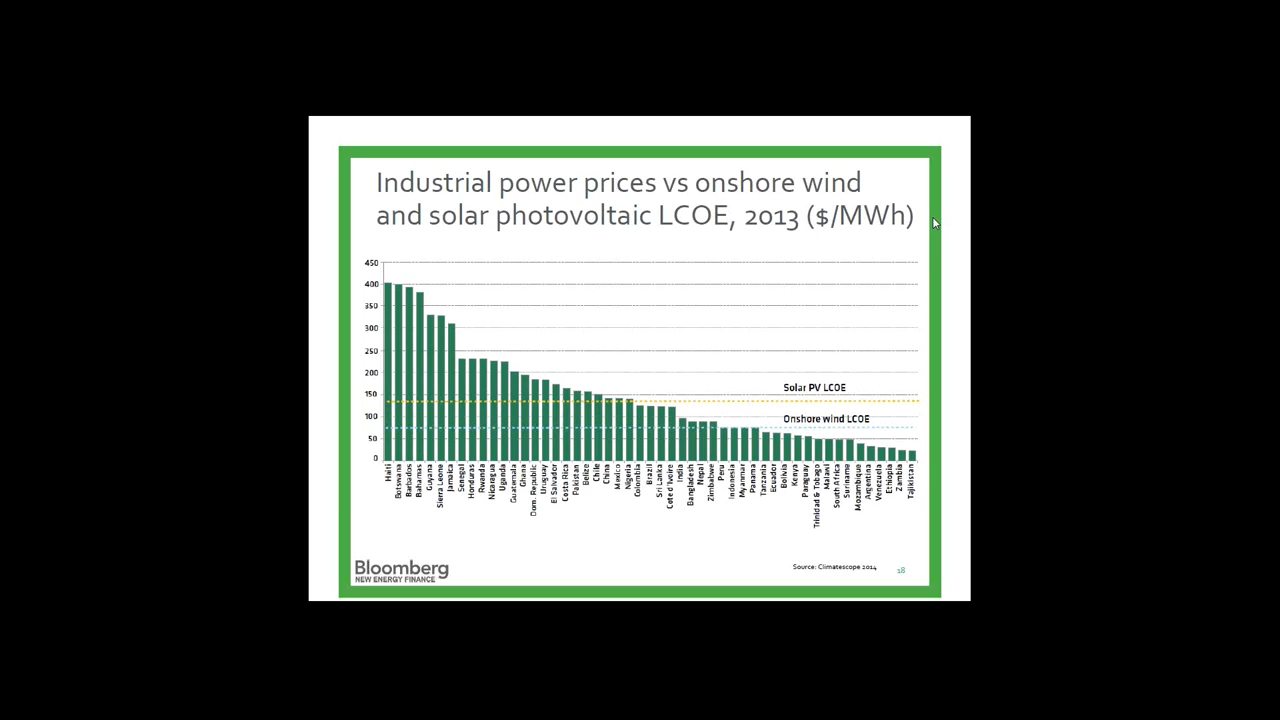 Industrial power prices vs onshore wind
and solar photovoltaic LCOE, 2013 ($/MWh)
450
400
350
300
250
200
150
100
50
0
Solar PV LCOE
Onshore wind LCOE
Haiti
Botswana
Barbados
Bahamas
Guyana
Sierra Leone
Jamaica
Senegal
Honduras
Rwanda
Nicaragua
Uganda
Guatemala
Ghana
Dom. Republic
Uruguay
El Salvador
Costa Rica
Pakistan
Belize
Chile
China
Mexico
Nigeria
Colombia
Brazil
Sri Lanka
Cote d'Ivoire
India
Bangladesh
Nepal
Zimbabwe
Peru
Indonesia
Myanmar
Panama
Tanzania
Ecuador
Bolivia
Kenya
Paraguay
Trinidad & Tobago
Malawi
South Africa
Suriname
Mozambique
Argentina
Venezuela
Ethiopia
Zambia
Tajikistan
Bloomberg
NEW ENERGY FINANCE
Source: Climatescope 2014
18